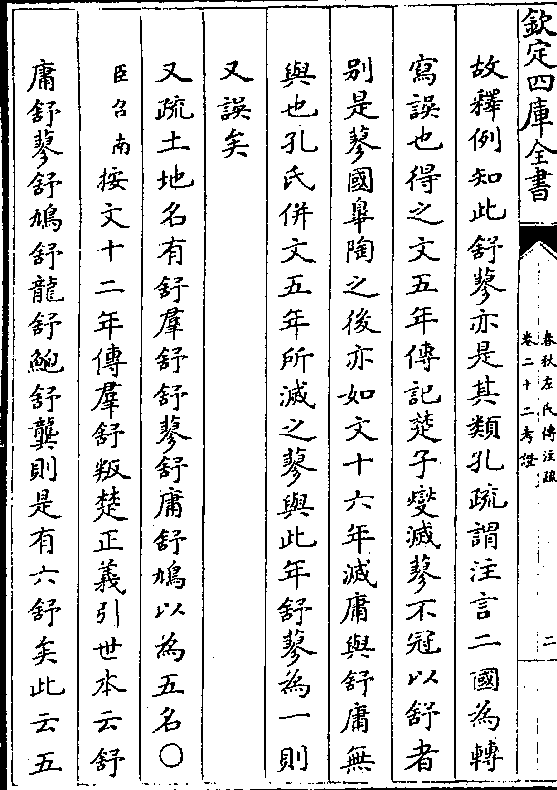 欽定四庫全書
春秋左氏傳注疏
卷二十二考證
二
故釋例知此舒蓼亦是其類孔疏謂注言二國為轉
寫誤也得之文五年傳記楚子燮滅蓼不冠以舒者
别是蓼國臯陶之後亦如文十六年滅庸與舒庸無
與也孔氏併文五年所滅之蓼與此年舒蓼為一則
又誤矣
又疏土地名有舒羣舒舒蓼舒庸舒鳩以為五名〇
臣召南按文十二年傳羣舒叛楚正義引世本云舒
庸舒蓼舒鳩舒龍舒鮑舒龔則是有六舒矣此云五